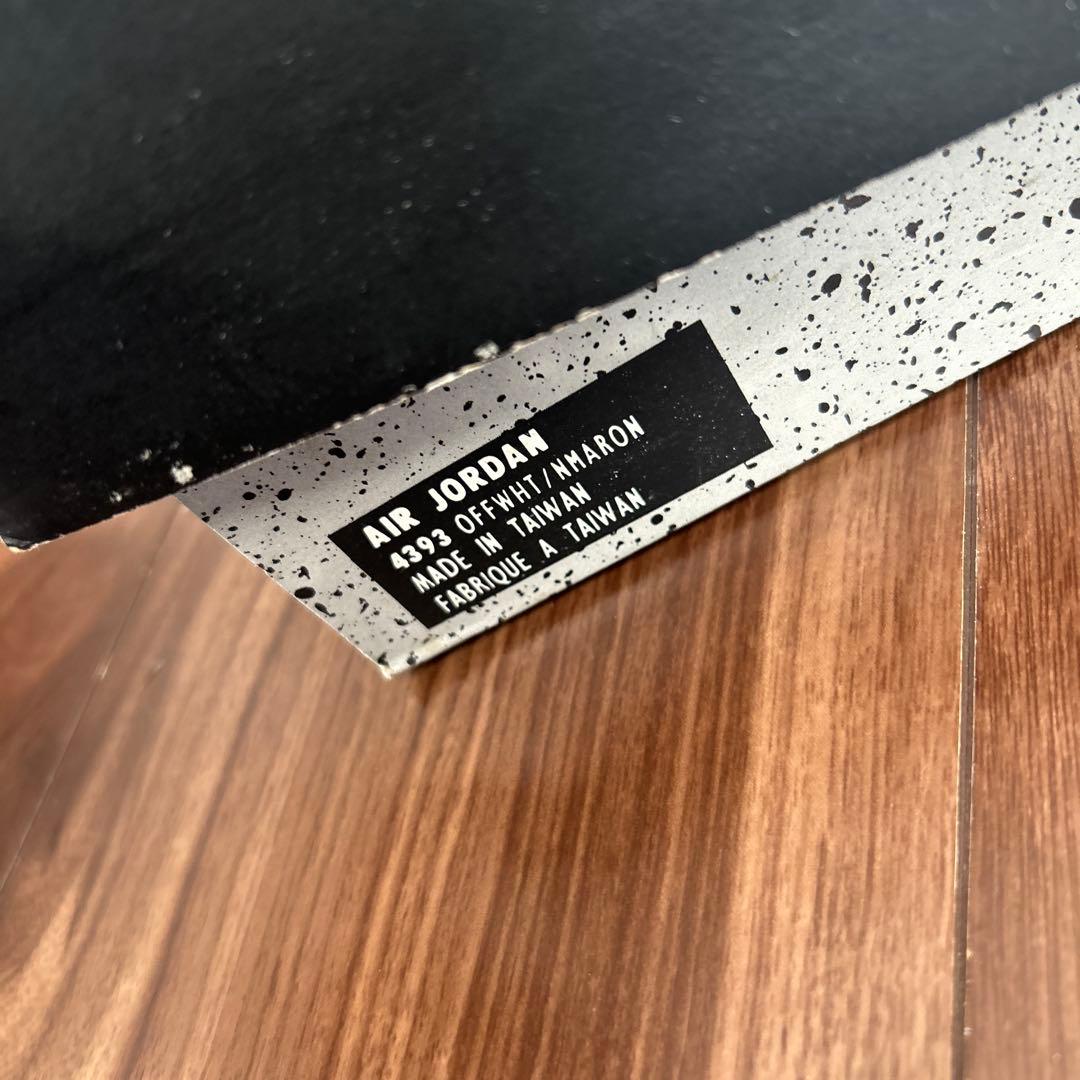 AIR JORDAN
4393 OFFWHT/NMARON
MADE IN TAIWAN
FABRIQUE A TAIWAN